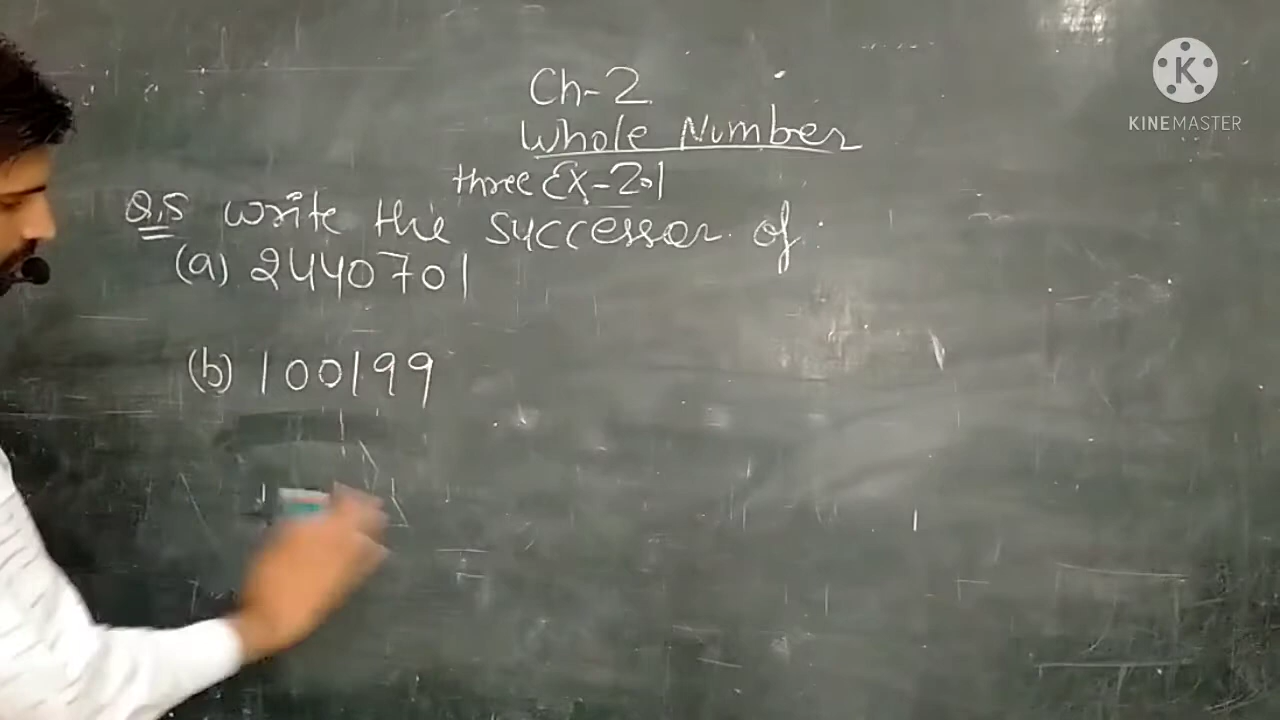 Ch-2
Whole Number
three Ex-2.1
Q.5 write the successor of :
(a) 2440701
(b) 100199
K
KINEMASTER